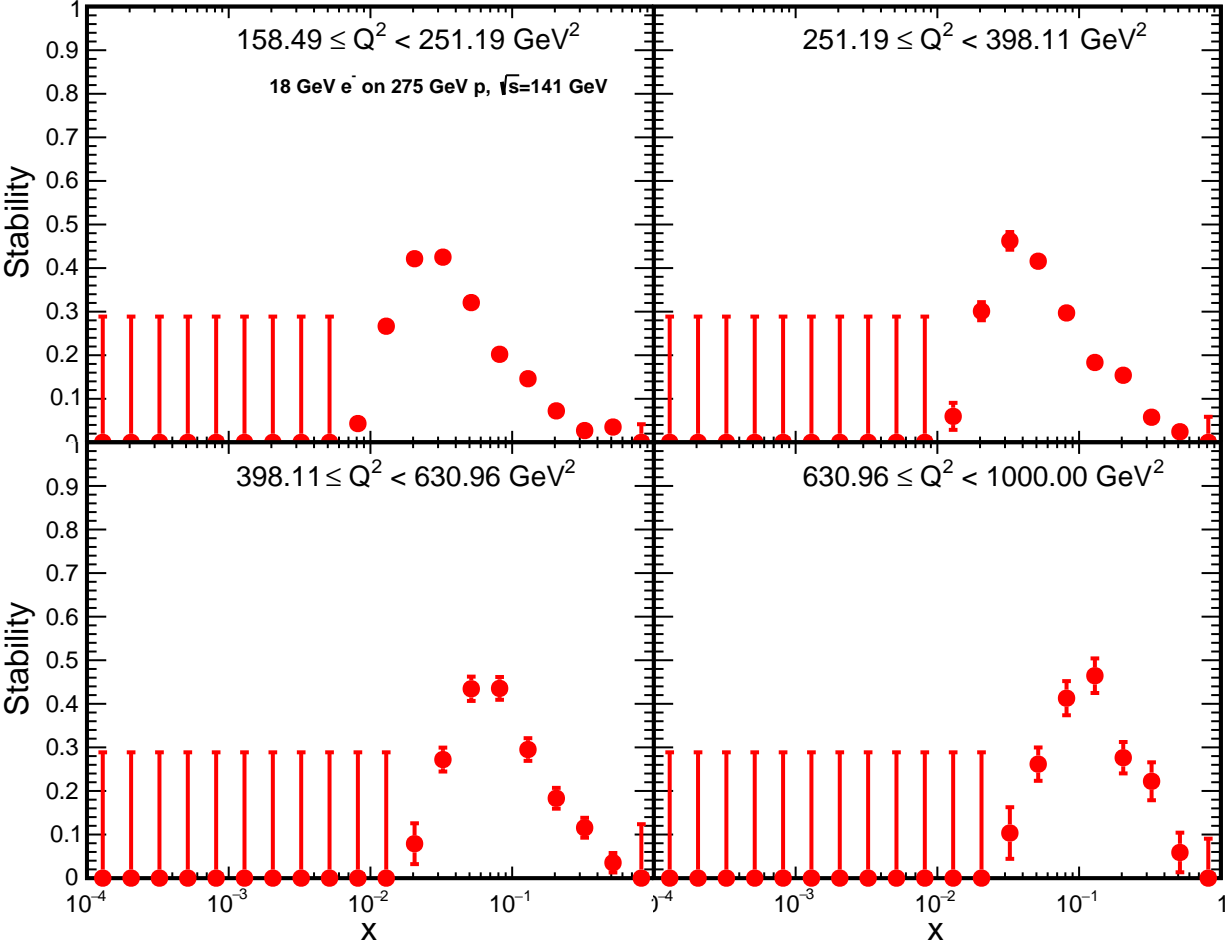 158.49 ≤ Q² < 251.19 GeV²
18 GeV e⁻ on 275 GeV p, √s=141 GeV
Stability
1
0.9
0.8
0.7
0.6
0.5
0.4
0.3
0.2
0.1
0
251.19 ≤ Q² < 398.11 GeV²
398.11 ≤ Q² < 630.96 GeV²
Stability
1
0.9
0.8
0.7
0.6
0.5
0.4
0.3
0.2
0.1
0
10⁻⁴ 10⁻³ 10⁻² 10⁻¹
x
630.96 ≤ Q² < 1000.00 GeV²
10⁻³ 10⁻² 10⁻¹ 1
x